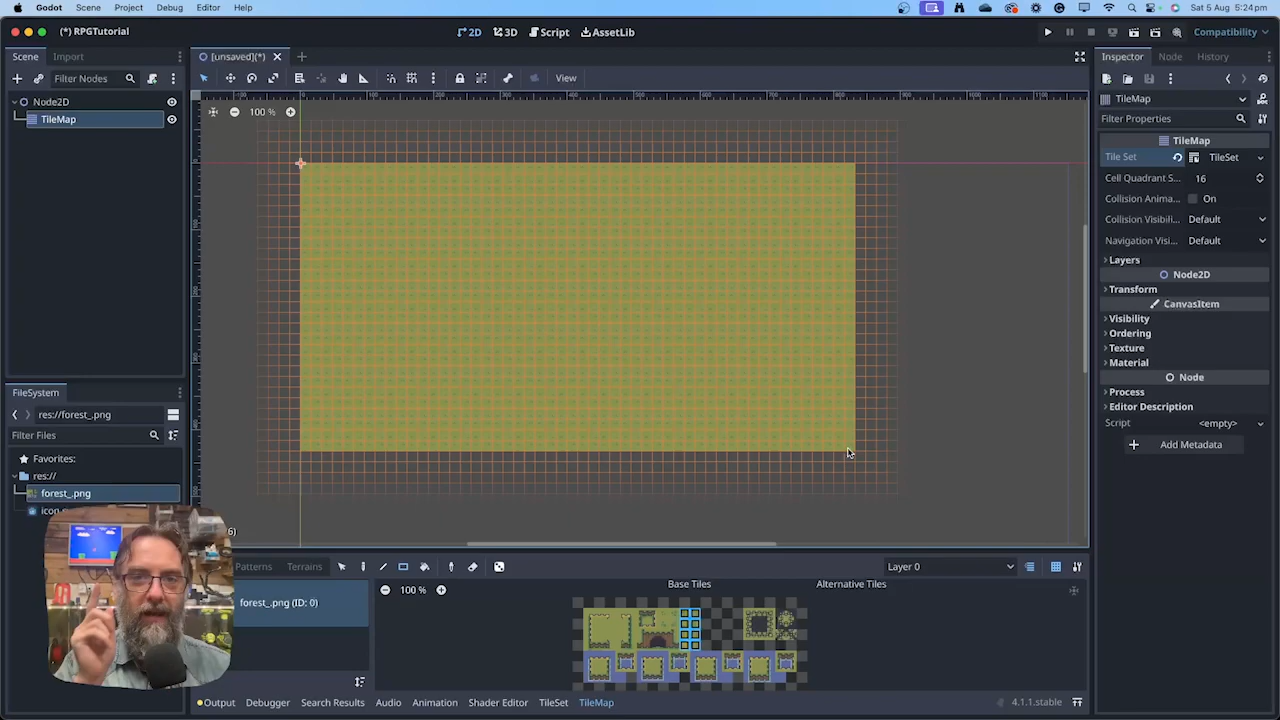 Godot Scene Project Debug Editor Help
Sat 5 Aug 5:24pm
(*) RPGTutorial
2D 3D Script AssetLib
Compatibility
Scene Import
[unsaved](*)
Inspector Node History
Filter Nodes
View
Node2D
TileMap
100 %
TileMap
Filter Properties
TileMap
Tile Set TileSet
Cell Quadrant S... 16
Collision Anima... On
Collision Visibili... Default
Navigation Visi... Default
Layers
Node2D
Transform
CanvasItem
Visibility
Ordering
Texture
Material
Node
Process
Editor Description
Script <empty>
Add Metadata
FileSystem
res://forest_.png
Filter Files
Favorites:
res://
forest_.png
Patterns Terrains
Layer 0
forest_.png (ID: 0)
100 %
Base Tiles
Alternative Tiles
Output Debugger Search Results Audio Animation Shader Editor TileSet TileMap
4.1.1.stable